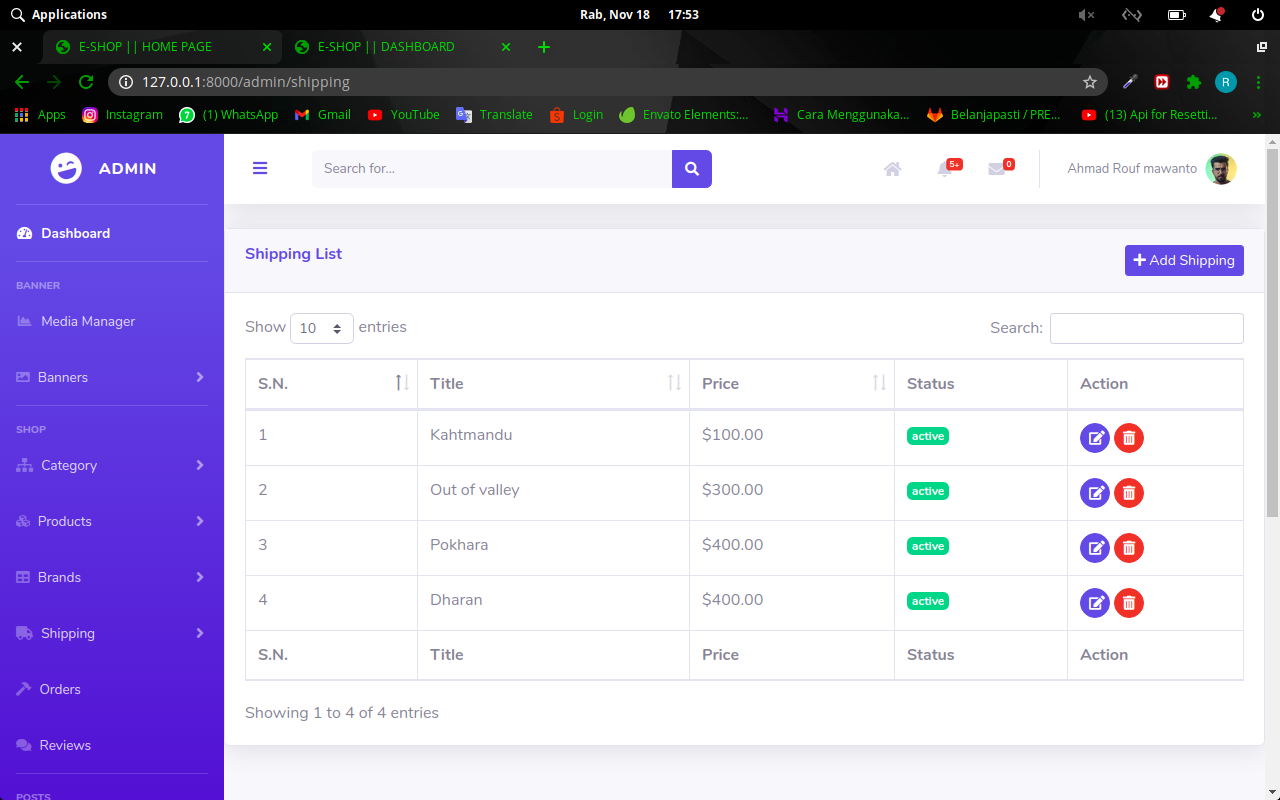 Applications Rab, Nov 18 17:53
E-SHOP || HOME PAGE E-SHOP || DASHBOARD
127.0.0.1:8000/admin/shipping R
Apps Instagram (1) WhatsApp Gmail YouTube Translate Login Envato Elements:... Cara Menggunaka... Belanjapasti / PRE... (13) Api for Resetti... »
ADMIN
Search for...
5+ 0
Ahmad Rouf mawanto
Dashboard
BANNER
Media Manager
Banners
SHOP
Category
Products
Brands
Shipping
Orders
Reviews
POSTS
Shipping List Add Shipping
Show 10 entries Search:
S.N. Title Price Status Action
1 Kahtmandu $100.00 active
2 Out of valley $300.00 active
3 Pokhara $400.00 active
4 Dharan $400.00 active
S.N. Title Price Status Action
Showing 1 to 4 of 4 entries